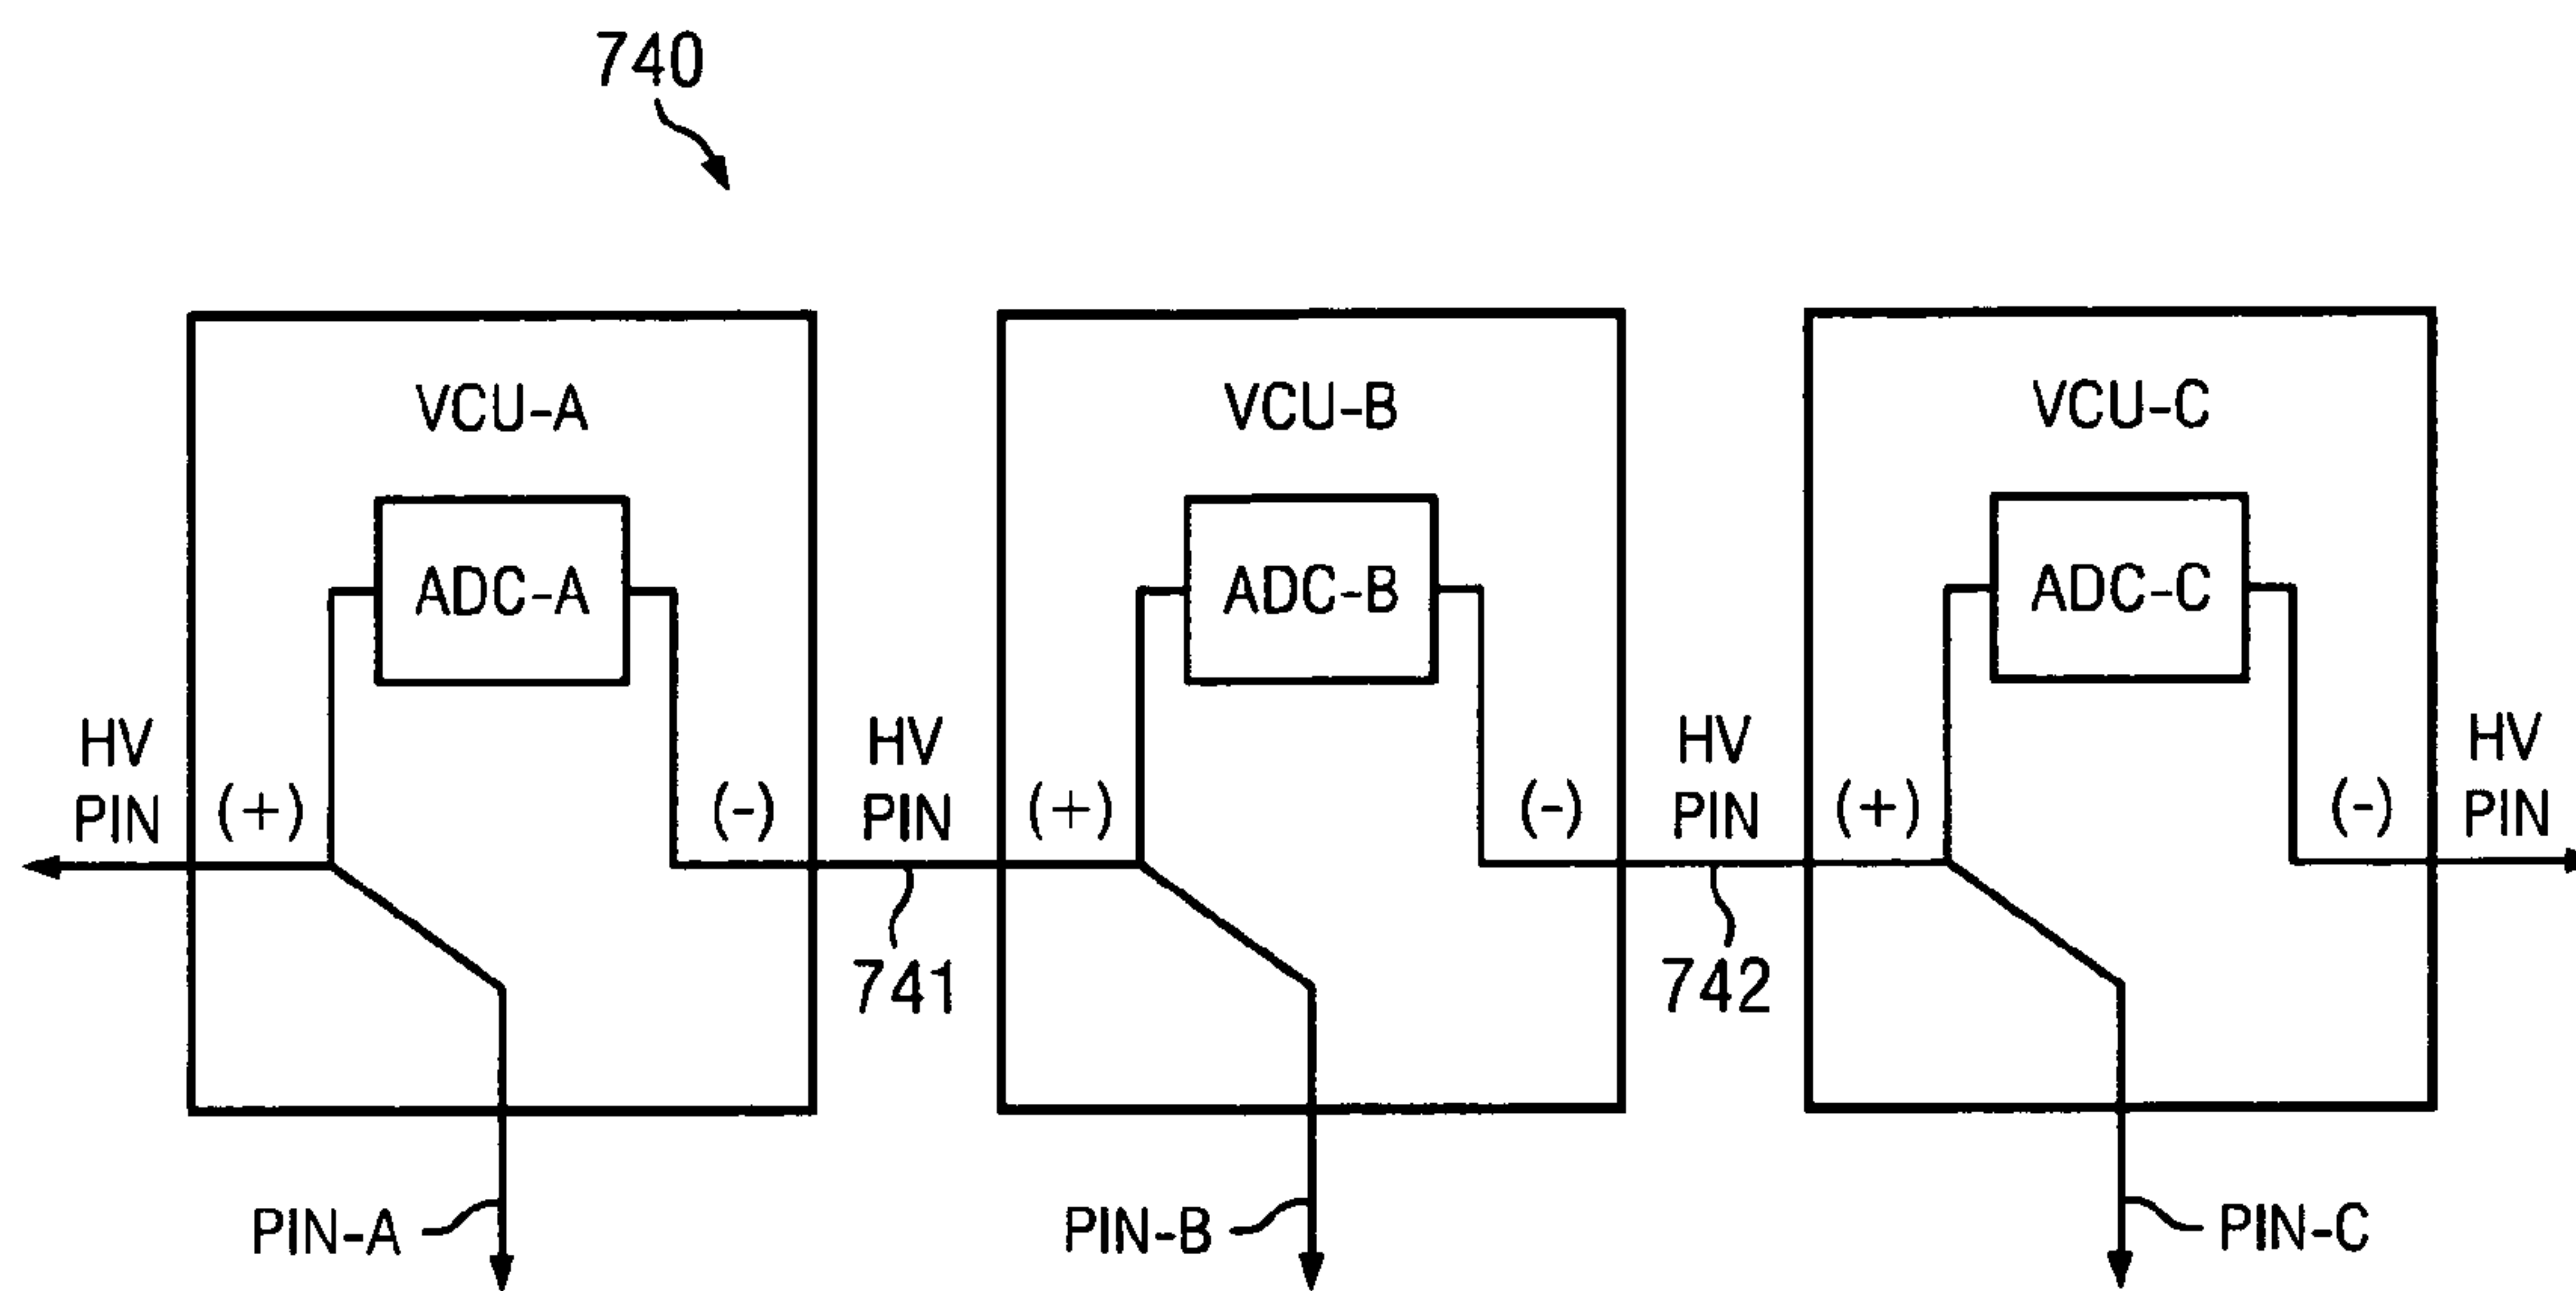 740
VCU-A
VCU-B
VCU-C
ADC-A
ADC-B
ADC-C
HV
PIN
(+)
(-)
HV
PIN
(+)
(-)
HV
PIN
(+)
(-)
HV
PIN
741
742
PIN-A
PIN-B
PIN-C